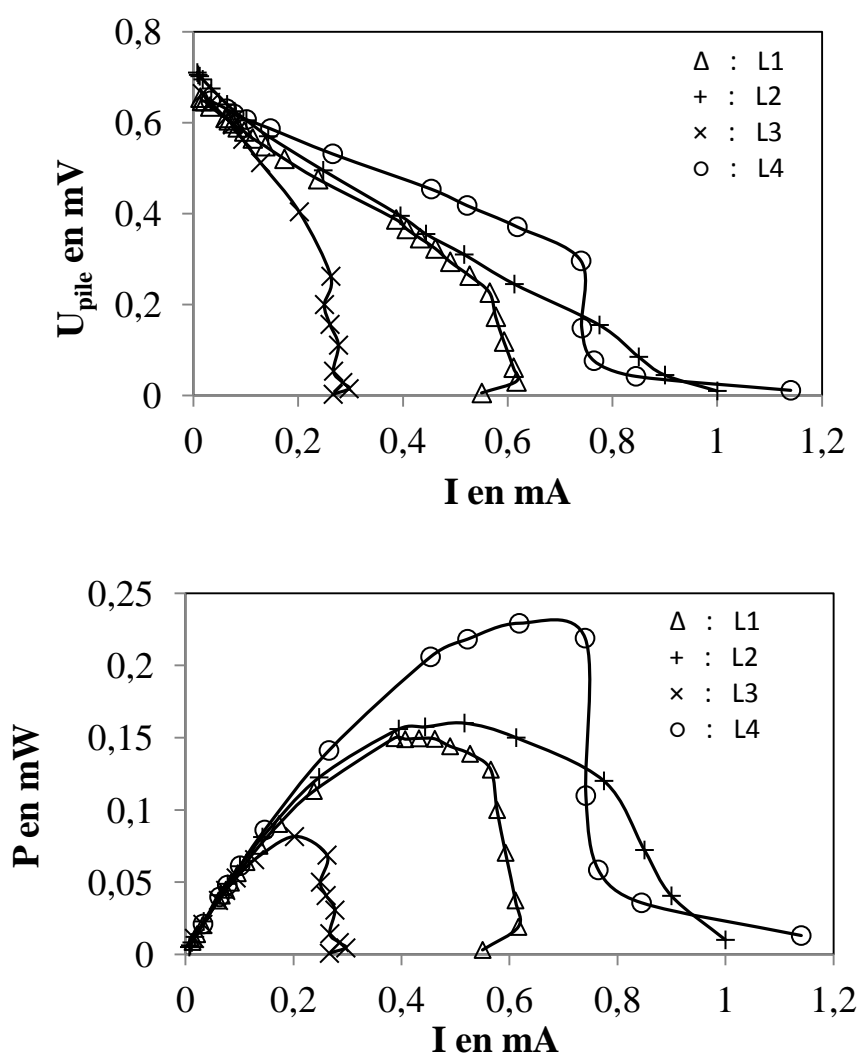 0,8
0,6
0,4
0,2
0
U_pile en mV
Δ : L1
+ : L2
× : L3
○ : L4
0 0,2 0,4 0,6 0,8 1 1,2
I en mA
0,25
0,2
0,15
0,1
0,05
0
P en mW
Δ : L1
+ : L2
× : L3
○ : L4
0 0,2 0,4 0,6 0,8 1 1,2
I en mA